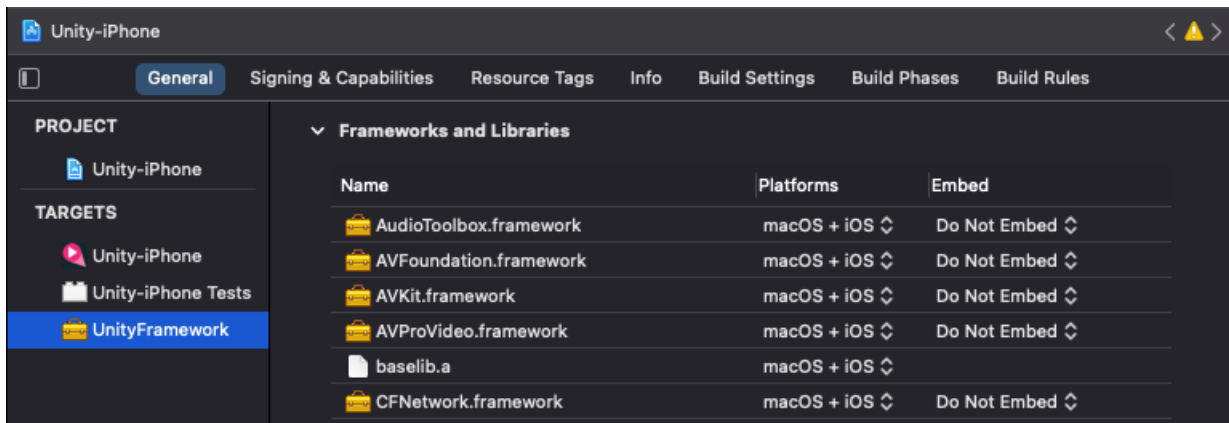 Unity-iPhone
General Signing & Capabilities Resource Tags Info Build Settings Build Phases Build Rules
PROJECT
Unity-iPhone
TARGETS
Unity-iPhone
Unity-iPhone Tests
UnityFramework
Frameworks and Libraries
Name Platforms Embed
AudioToolbox.framework macOS + iOS Do Not Embed
AVFoundation.framework macOS + iOS Do Not Embed
AVKit.framework macOS + iOS Do Not Embed
AVProVideo.framework macOS + iOS Do Not Embed
baselib.a macOS + iOS
CFNetwork.framework macOS + iOS Do Not Embed